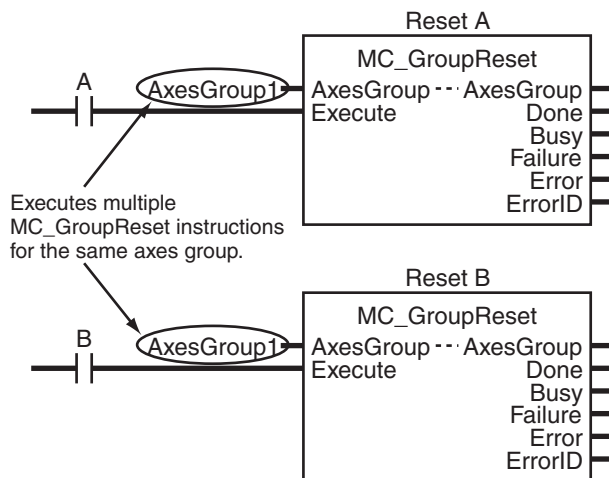 Reset A
MC_GroupReset
A
AxesGroup1
AxesGroup --- AxesGroup
Execute
Done
Busy
Failure
Error
ErrorID
Executes multiple
MC_GroupReset instructions
for the same axes group.
Reset B
MC_GroupReset
B
AxesGroup1
AxesGroup --- AxesGroup
Execute
Done
Busy
Failure
Error
ErrorID